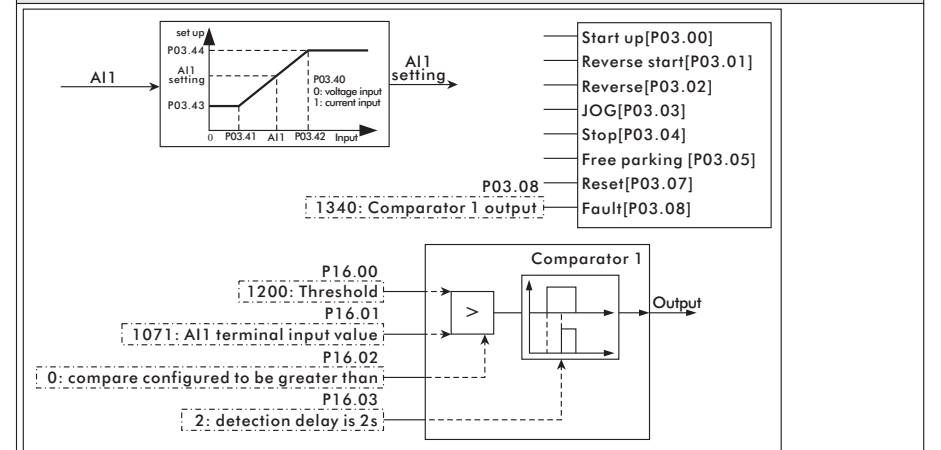 set up
P03.44
AI1
setting
P03.43
0
P03.41
AI1
P03.42
Input
P03.40
0: voltage input
1: current input
AI1
AI1
setting
Start up[P03.00]
Reverse start[P03.01]
Reverse[P03.02]
JOG[P03.03]
Stop[P03.04]
Free parking [P03.05]
Reset[P03.07]
Fault[P03.08]
P03.08
1340: Comparator 1 output
Comparator 1
P16.00
1200: Threshold
P16.01
1071: AI1 terminal input value
P16.02
0: compare configured to be greater than
P16.03
2: detection delay is 2s
>
Output